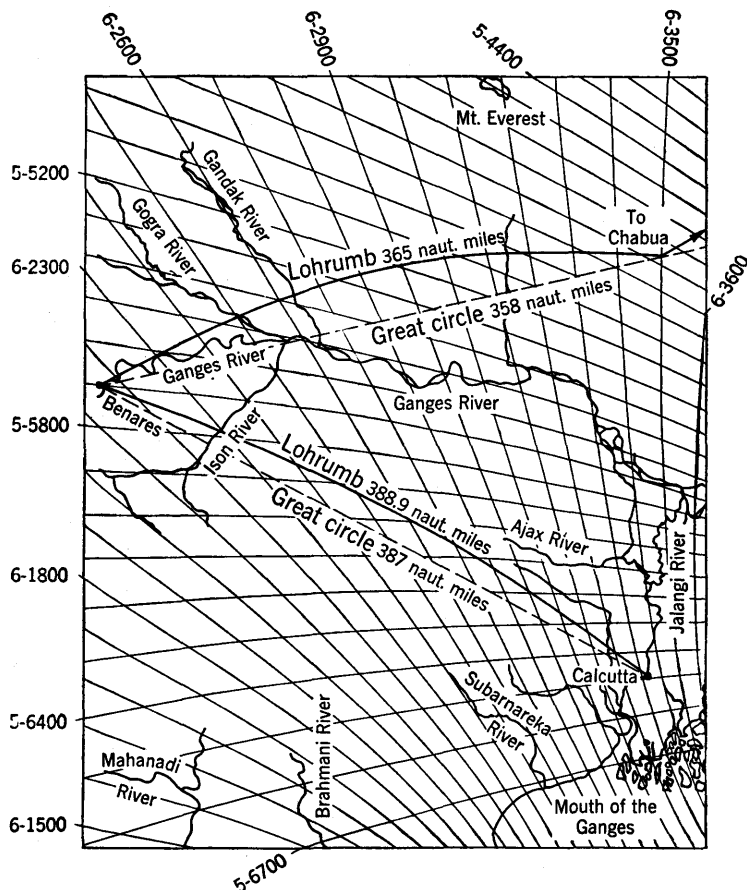 6-2600
6-2900
5-4400
6-3500
Mt. Everest
5-5200
Gandak River
Gogra River
To
Chabua
Lohrumb 365 naut. miles
6-2300
6-3600
Great circle 358 naut. miles
Ganges River
Ganges River
Benares
5-5800
Ison River
Lohrumb 388.9 naut. miles
Great circle 387 naut. miles
Ajax River
Jalangi River
6-1800
Calcutta
Subarnareka
River
5-6400
Brahmani River
Mahanadi
River
Mouth of the
Ganges
6-1500
5-6700